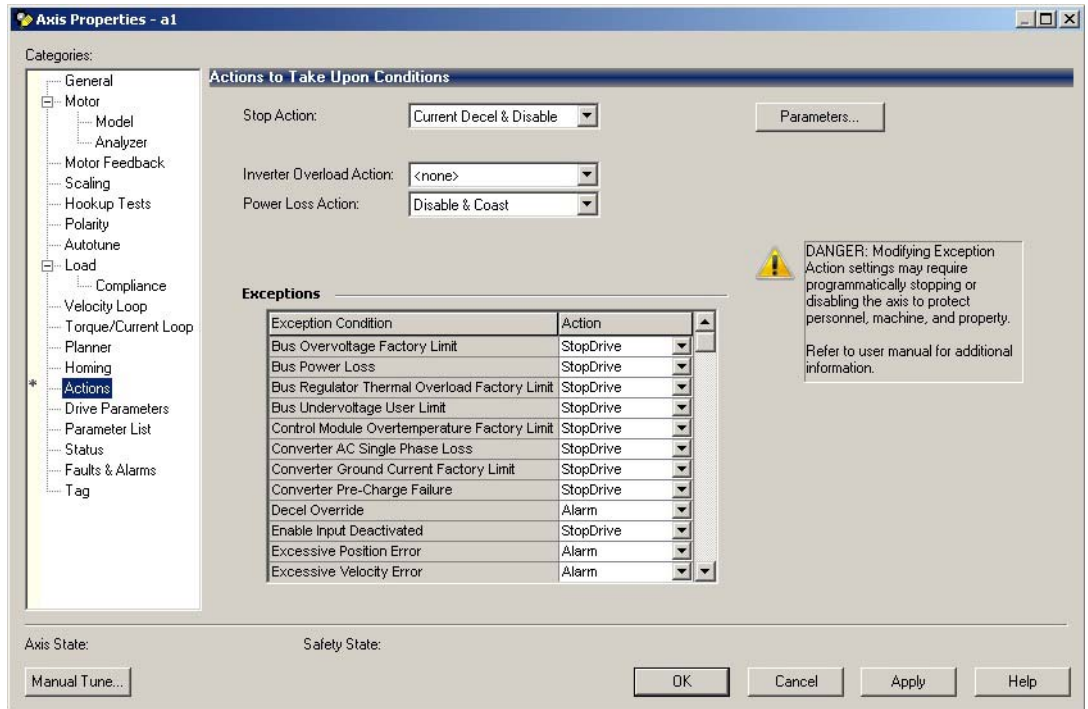 Axis Properties - a1
Categories:
General
Motor
Model
Analyzer
Motor Feedback
Scaling
Hookup Tests
Polarity
Autotune
Load
Compliance
Velocity Loop
Torque/Current Loop
Planner
Homing
* Actions
Drive Parameters
Parameter List
Status
Faults & Alarms
Tag
Actions to Take Upon Conditions
Stop Action: Current Decel & Disable
Parameters...
Inverter Overload Action: <none>
Power Loss Action: Disable & Coast
DANGER: Modifying Exception
Action settings may require
programmatically stopping or
disabling the axis to protect
personnel, machine, and property.
Refer to user manual for additional
information.
Exceptions
Exception Condition Action
Bus Overvoltage Factory Limit StopDrive
Bus Power Loss StopDrive
Bus Regulator Thermal Overload Factory Limit StopDrive
Bus Undervoltage User Limit StopDrive
Control Module Overtemperature Factory Limit StopDrive
Converter AC Single Phase Loss StopDrive
Converter Ground Current Factory Limit StopDrive
Converter Pre-Charge Failure StopDrive
Decel Override Alarm
Enable Input Deactivated StopDrive
Excessive Position Error Alarm
Excessive Velocity Error Alarm
Axis State: Safety State:
Manual Tune... OK Cancel Apply Help